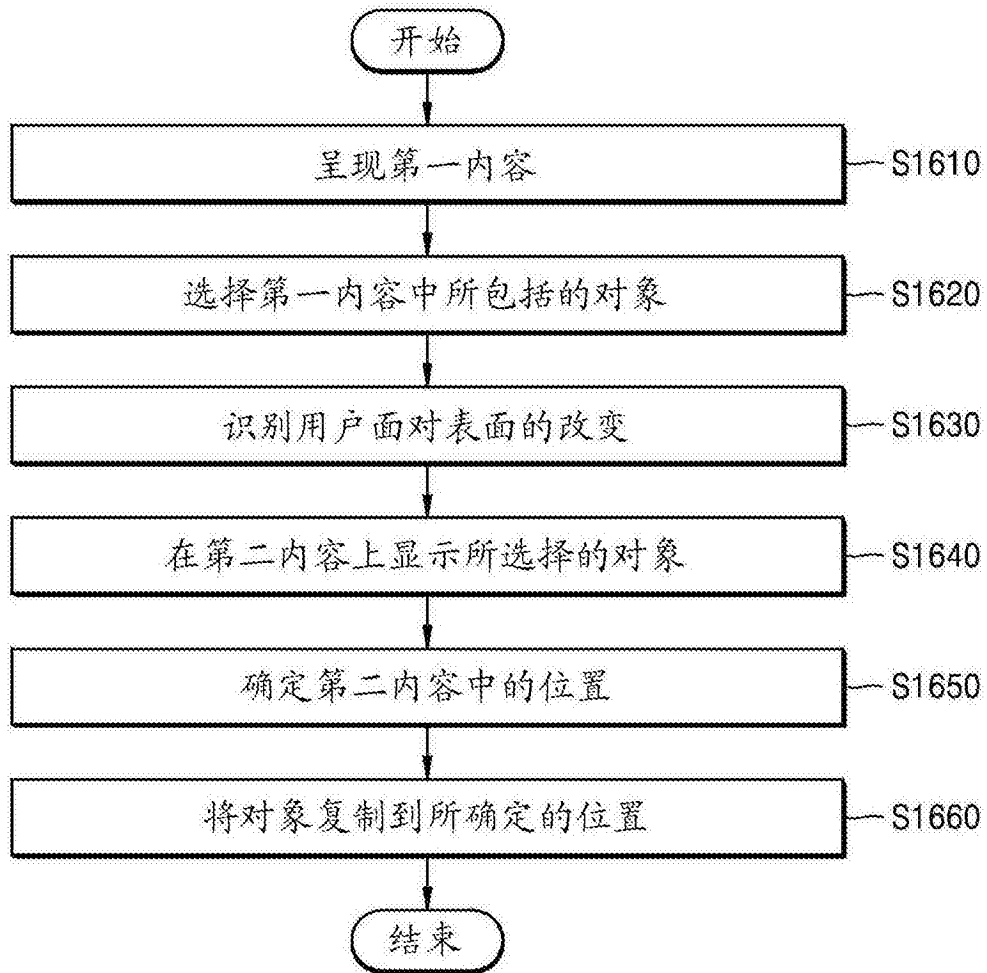 开始
呈现第一内容
S1610
选择第一内容中所包括的对象
S1620
识别用户面对表面的改变
S1630
在第二内容上显示所选择的对象
S1640
确定第二内容中的位置
S1650
将对象复制到所确定的位置
S1660
结束